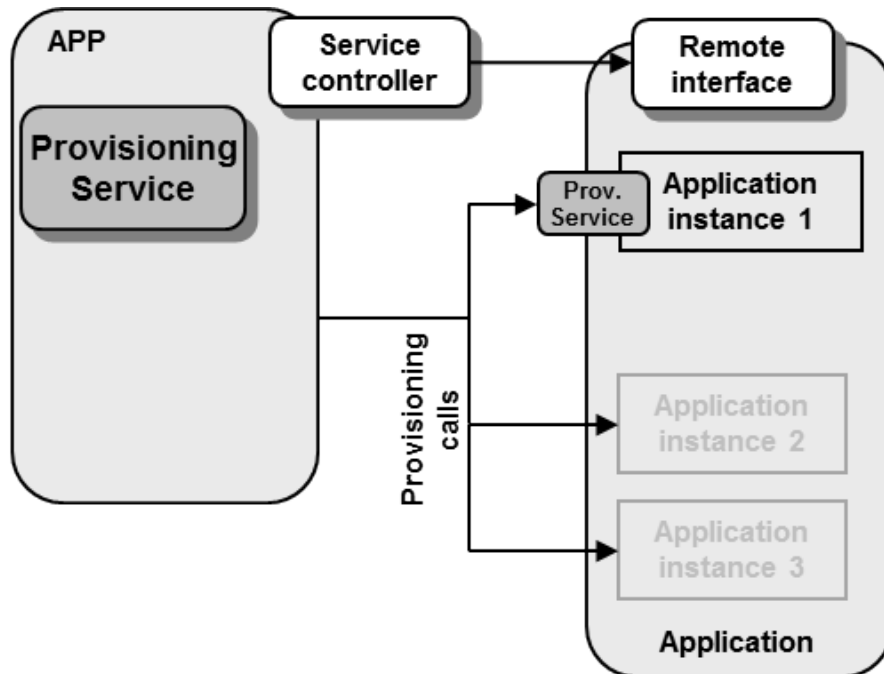 APP
Service
controller
Remote
interface
Provisioning
Service
Prov.
Service
Application
instance 1
Provisioning
calls
Application
instance 2
Application
instance 3
Application